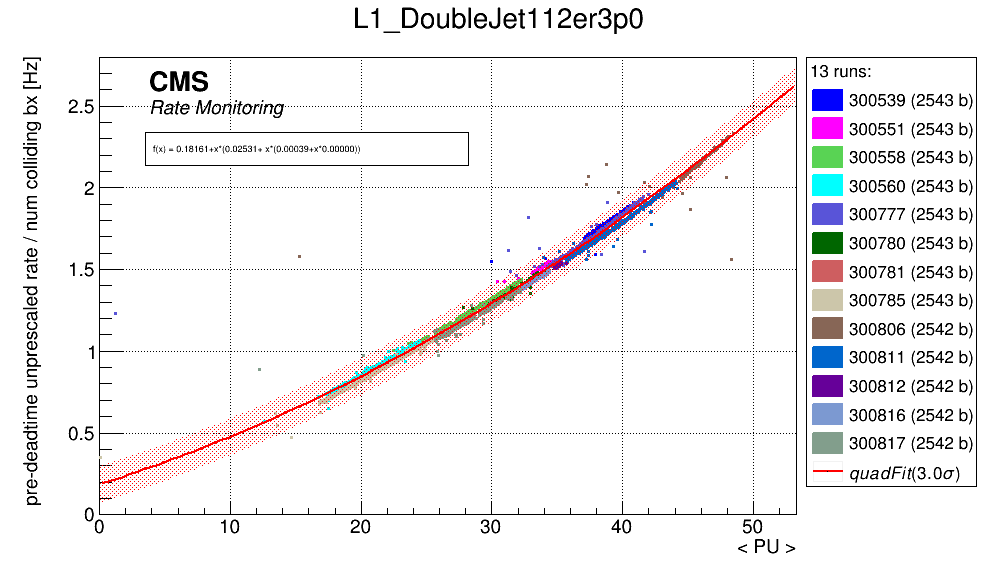 L1_DoubleJet112er3p0
pre-deadtime unprescaled rate / num colliding bx [Hz]
CMS
Rate Monitoring
f(x) = 0.18161+x*(0.02531+ x*(0.00039+x*0.00000))
2.5
2
1.5
1
0.5
0
0 10 20 30 40 50
< PU >
13 runs:
300539 (2543 b)
300551 (2543 b)
300558 (2543 b)
300560 (2543 b)
300777 (2543 b)
300780 (2543 b)
300781 (2543 b)
300785 (2543 b)
300806 (2542 b)
300811 (2542 b)
300812 (2542 b)
300816 (2542 b)
300817 (2542 b)
quadFit(3.0σ)